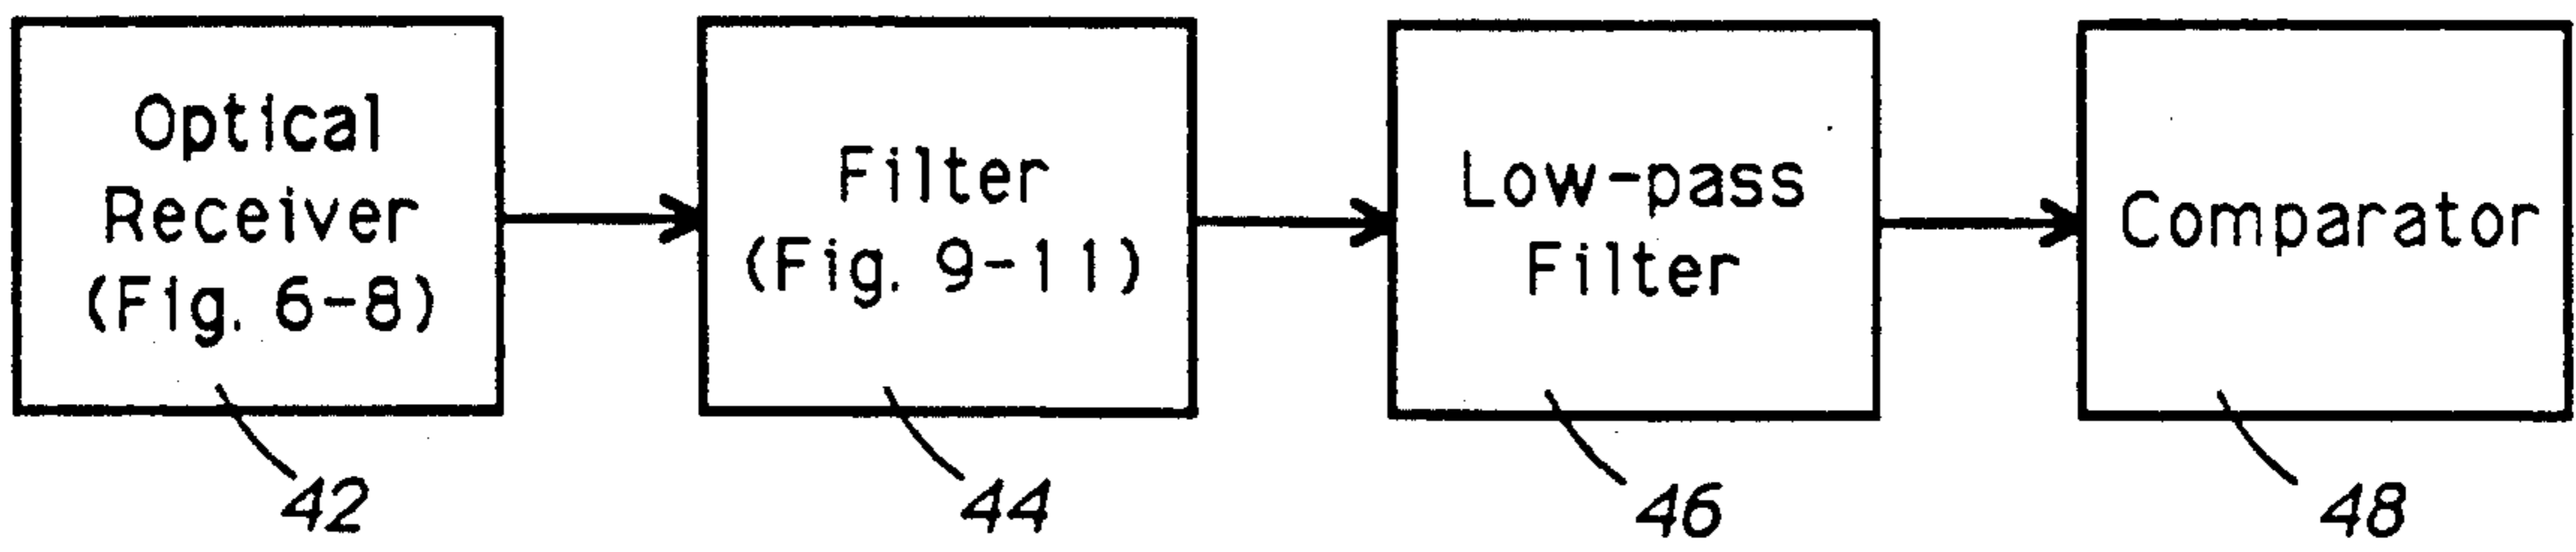 Optical
Receiver
(Fig. 6-8)
Filter
(Fig. 9-11)
Low-pass
Filter
Comparator
42
44
46
48